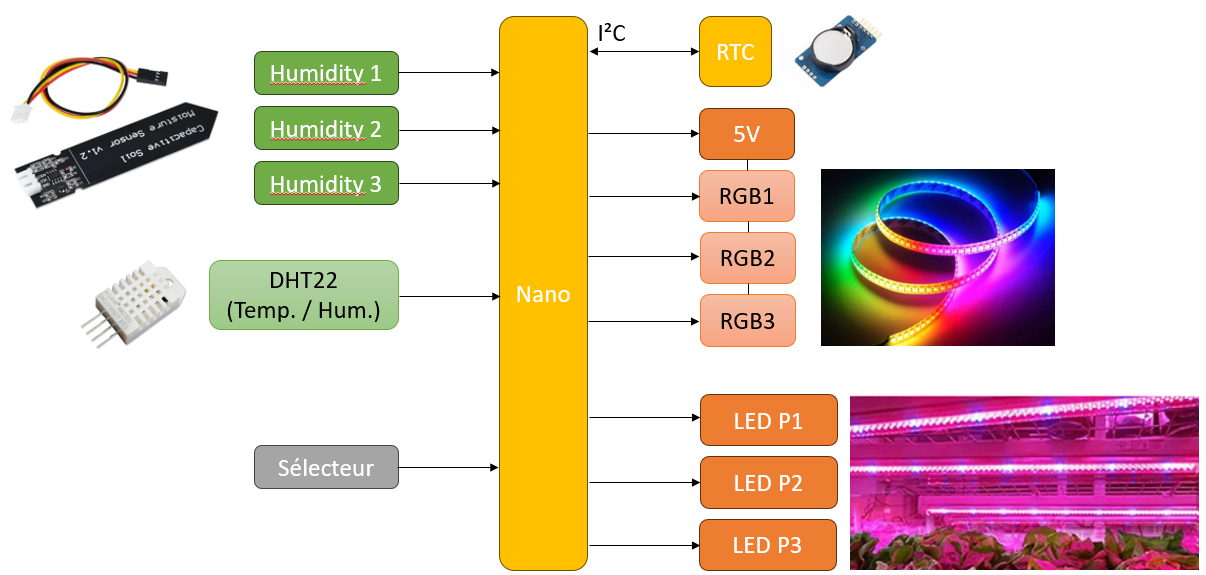 I²C
RTC
Humidity 1
Humidity 2
Humidity 3
Capacitive Soil
Moisture Sensor v1.2
5V
RGB1
RGB2
RGB3
DHT22
(Temp. / Hum.)
Nano
Sélecteur
LED P1
LED P2
LED P3